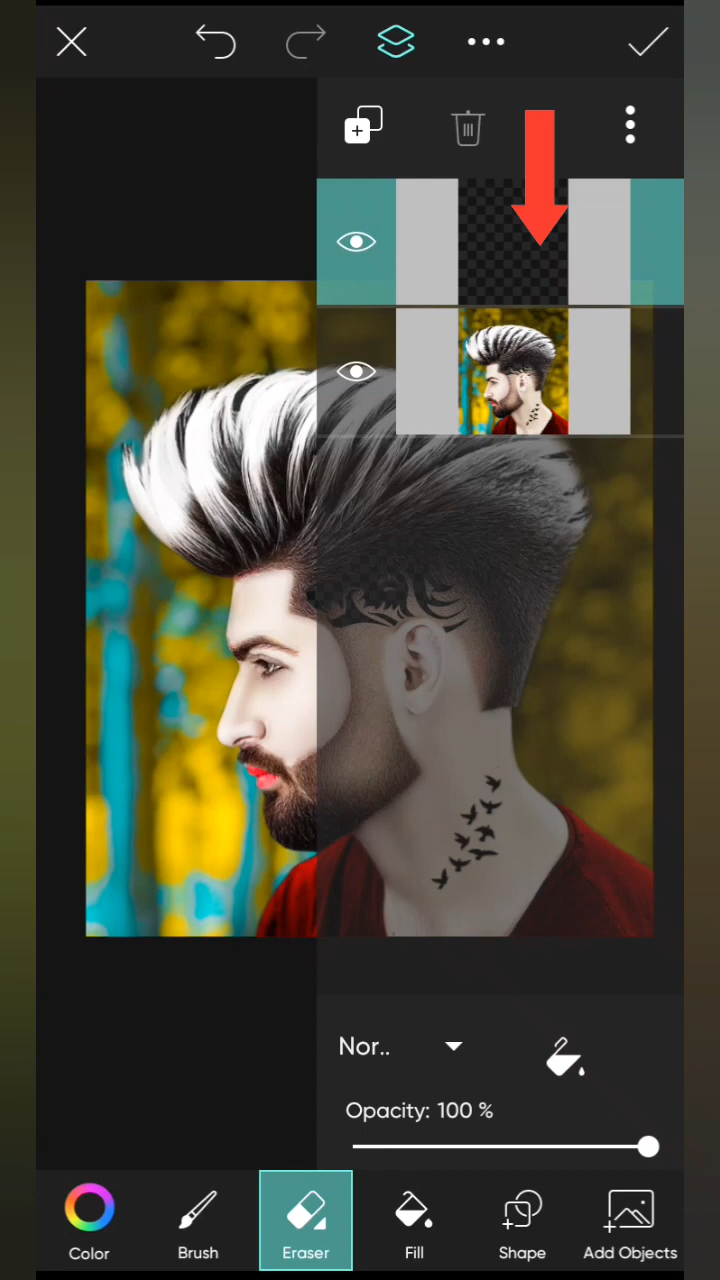 Nor..
Opacity: 100 %
Color
Brush
Eraser
Fill
Shape
Add Objects